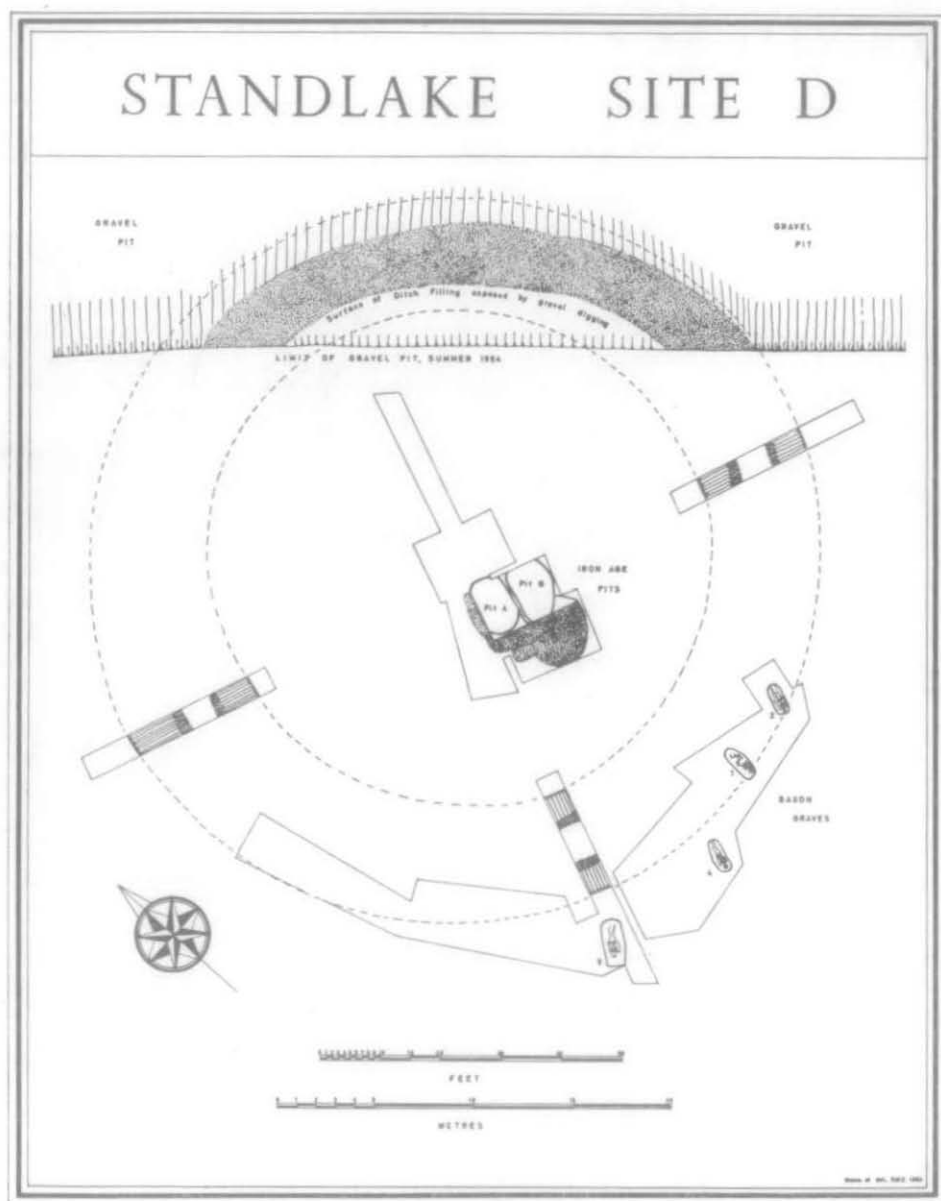 STANDLAKE SITE D
GRAVEL
PIT
GRAVEL
PIT
Surface of Ditch Filling exposed by gravel digging
LIMIT OF GRAVEL PIT, SUMMER 1954
IRON AGE
PITS
Pit A
Pit B
SAXON
GRAVES
FEET
METRES